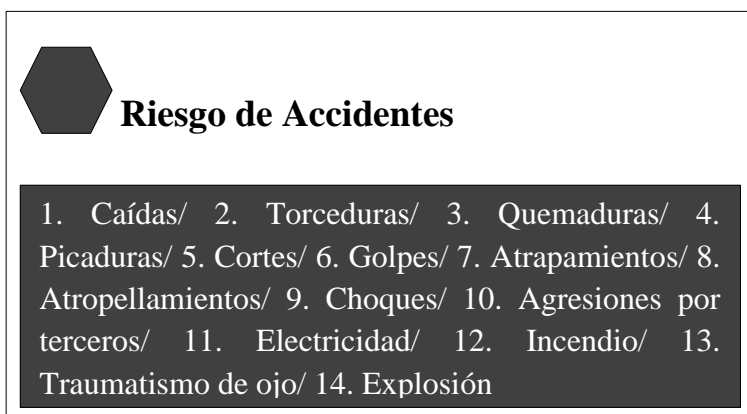 Riesgo de Accidentes
1. Caídas/ 2. Torceduras/ 3. Quemaduras/ 4.
Picaduras/ 5. Cortes/ 6. Golpes/ 7. Atrapamientos/ 8.
Atropellamientos/ 9. Choques/ 10. Agresiones por
terceros/ 11. Electricidad/ 12. Incendio/ 13.
Traumatismo de ojo/ 14. Explosión